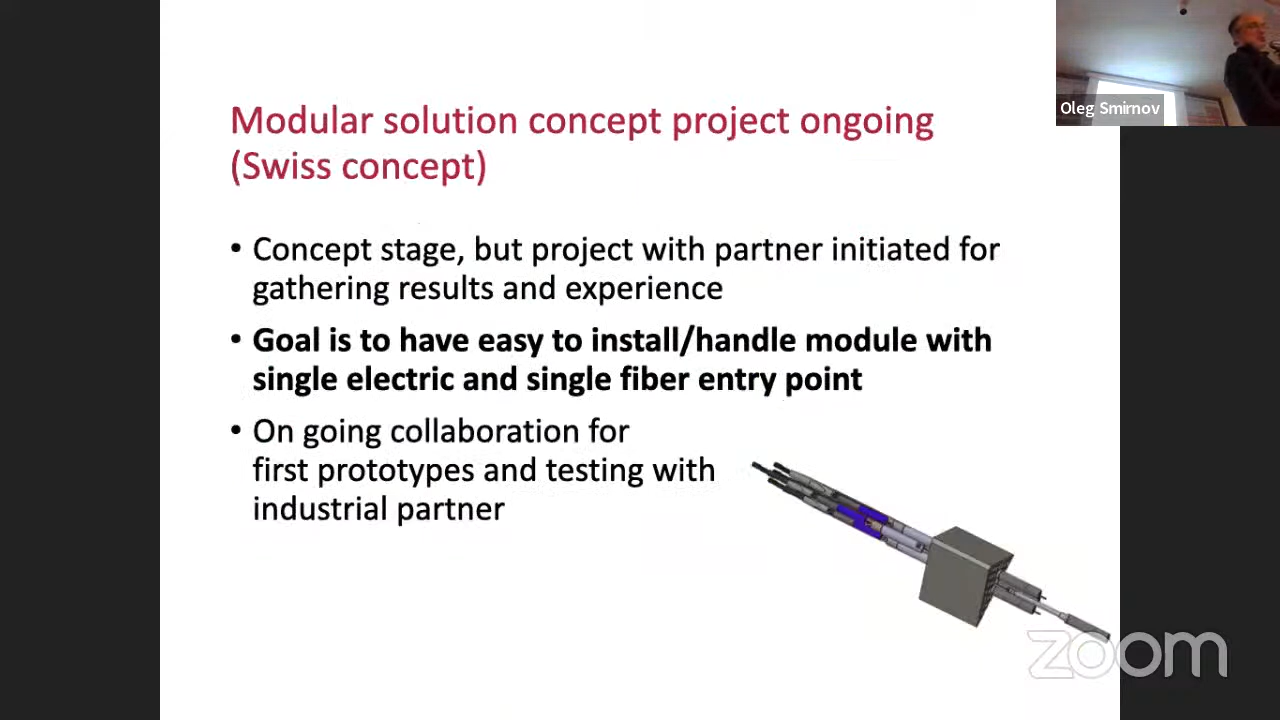 Oleg Smirnov
Modular solution concept project ongoing
(Swiss concept)
• Concept stage, but project with partner initiated for
gathering results and experience
• Goal is to have easy to install/handle module with
single electric and single fiber entry point
• On going collaboration for
first prototypes and testing with
industrial partner
zoom